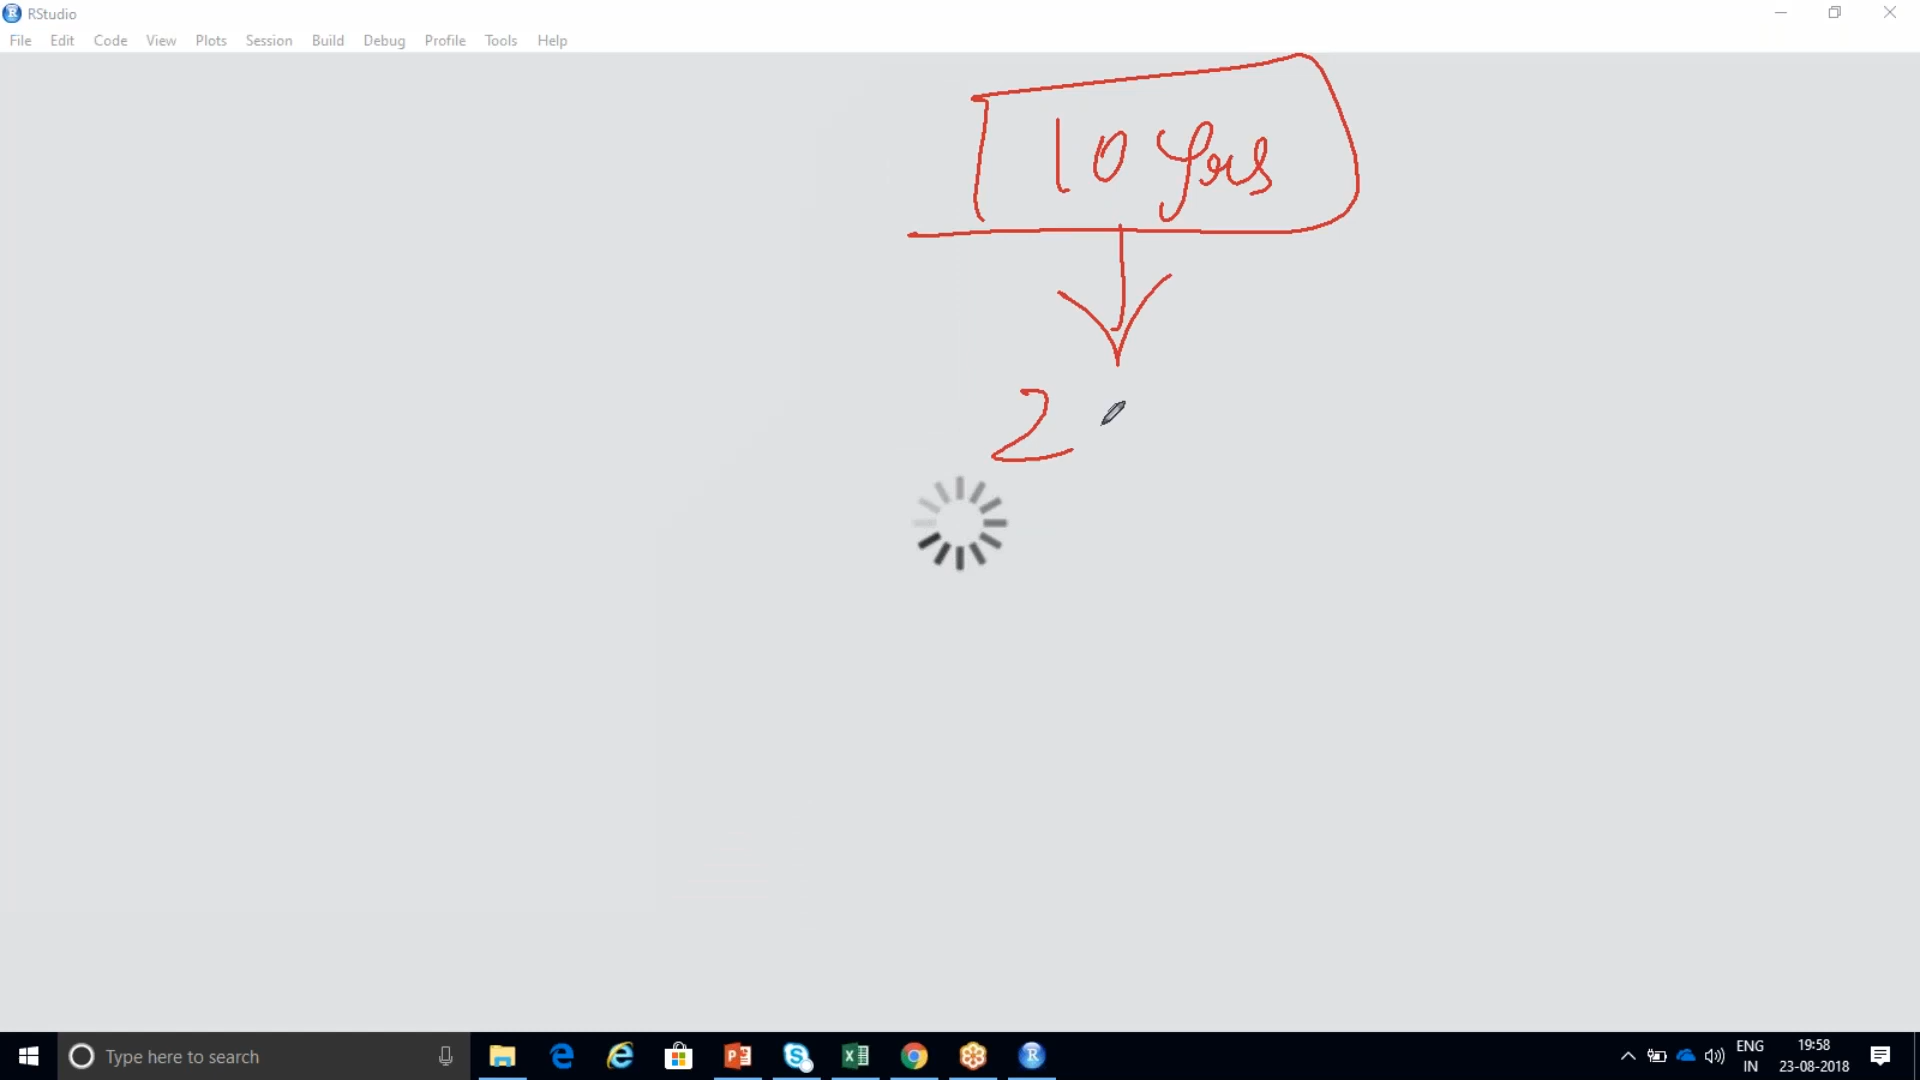 RStudio
File Edit Code View Plots Session Build Debug Profile Tools Help
10 yrs
2
Type here to search
ENG
IN
19:58
23-08-2018